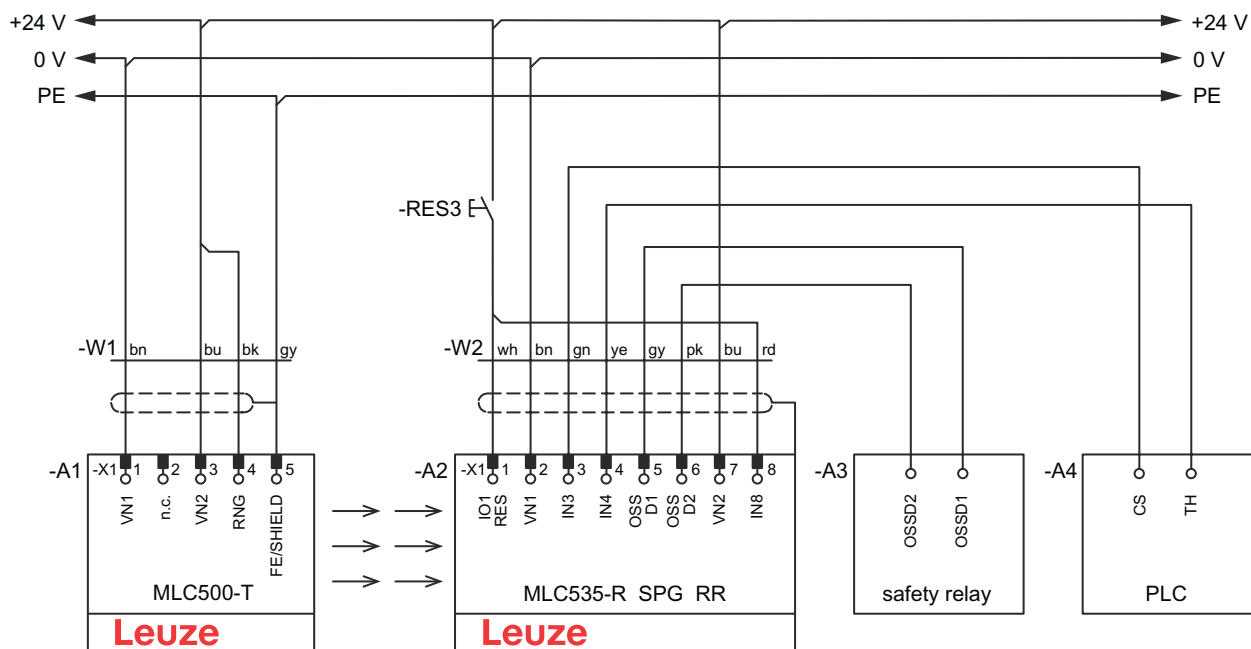 +24 V +24 V
0 V 0 V
PE PE
-RES3
-W1 bn bu bk gy -W2 wh bn gn ye gy pk bu rd
-A1 -X1 1 2 3 4 5 -A2 -X1 1 2 3 4 5 6 7 8 -A3 -A4
VN1 n.c. VN2 RNG FE/SHIELD
IO1 RES VN1 IN3 IN4 OSS D1 OSS D2 VN2 IN8
OSSD2 OSSD1
CS TH
MLC500-T MLC535-R SPG RR safety relay PLC
Leuze Leuze